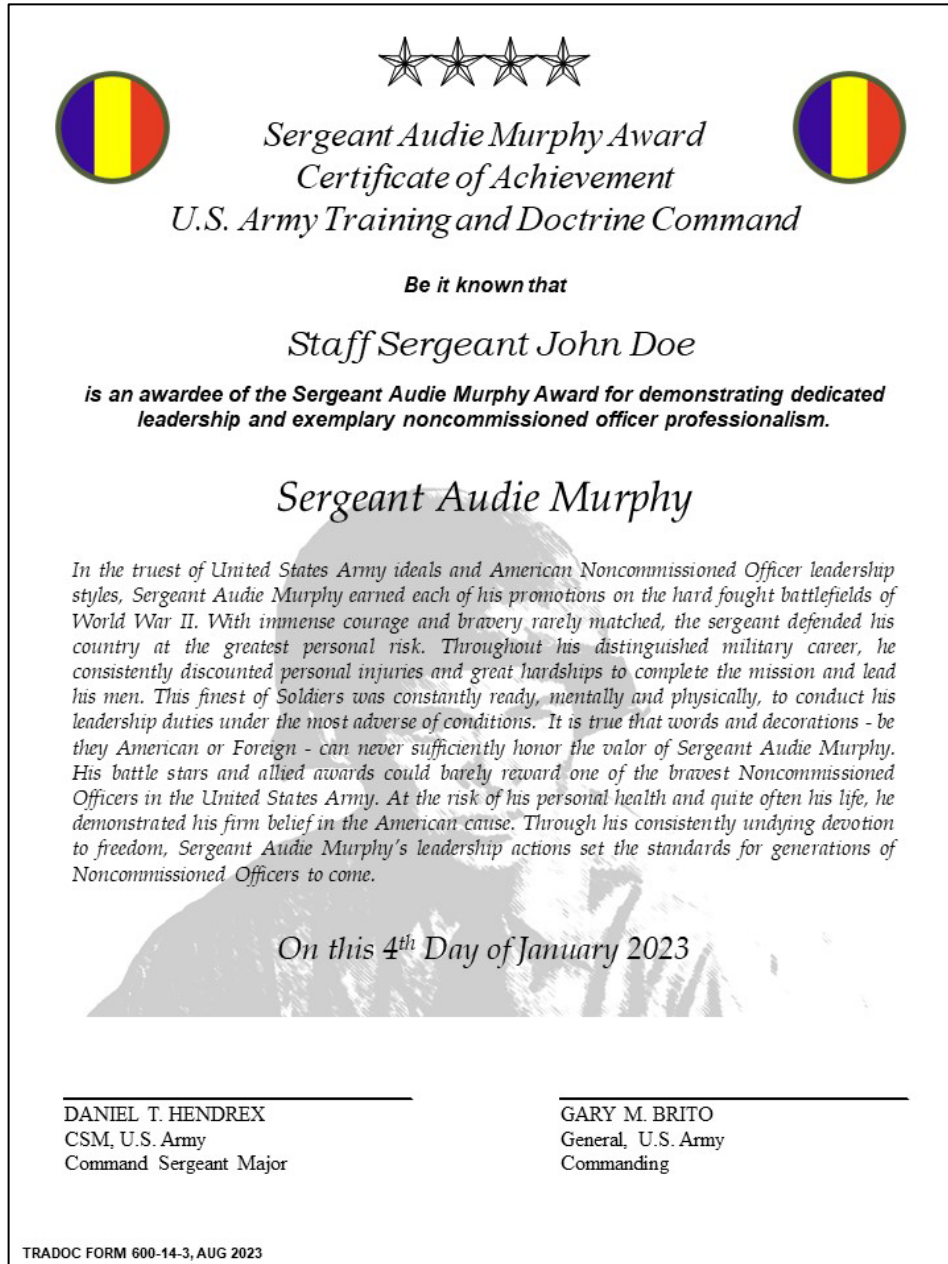 Sergeant Audie Murphy Award
Certificate of Achievement
U.S. Army Training and Doctrine Command
Be it known that
Staff Sergeant John Doe
is an awardee of the Sergeant Audie Murphy Award for demonstrating dedicated
leadership and exemplary noncommissioned officer professionalism.
Sergeant Audie Murphy
In the truest of United States Army ideals and American Noncommissioned Officer leadership
styles, Sergeant Audie Murphy earned each of his promotions on the hard fought battlefields of
World War II. With immense courage and bravery rarely matched, the sergeant defended his
country at the greatest personal risk. Throughout his distinguished military career, he
consistently discounted personal injuries and great hardships to complete the mission and lead
his men. This finest of Soldiers was constantly ready, mentally and physically, to conduct his
leadership duties under the most adverse of conditions. It is true that words and decorations - be
they American or Foreign - can never sufficiently honor the valor of Sergeant Audie Murphy.
His battle stars and allied awards could barely reward one of the bravest Noncommissioned
Officers in the United States Army. At the risk of his personal health and quite often his life, he
demonstrated his firm belief in the American cause. Through his consistently undying devotion
to freedom, Sergeant Audie Murphy's leadership actions set the standards for generations of
Noncommissioned Officers to come.
On this 4th Day of January 2023
DANIEL T. HENDREX
CSM, U.S. Army
Command Sergeant Major
GARY M. BRITO
General, U.S. Army
Commanding
TRADOC FORM 600-14-3, AUG 2023